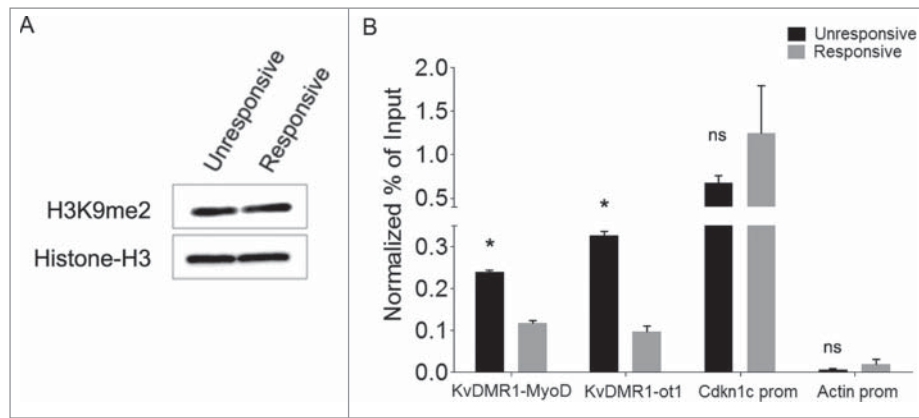 A
Unresponsive
Responsive
H3K9me2
Histone-H3
B
Unresponsive
Responsive
Normalized % of Input
2.0
1.5
1.0
0.5
0.3
0.2
0.1
0.0
*
*
ns
ns
KvDMR1-MyoD
KvDMR1-ot1
Cdkn1c prom
Actin prom